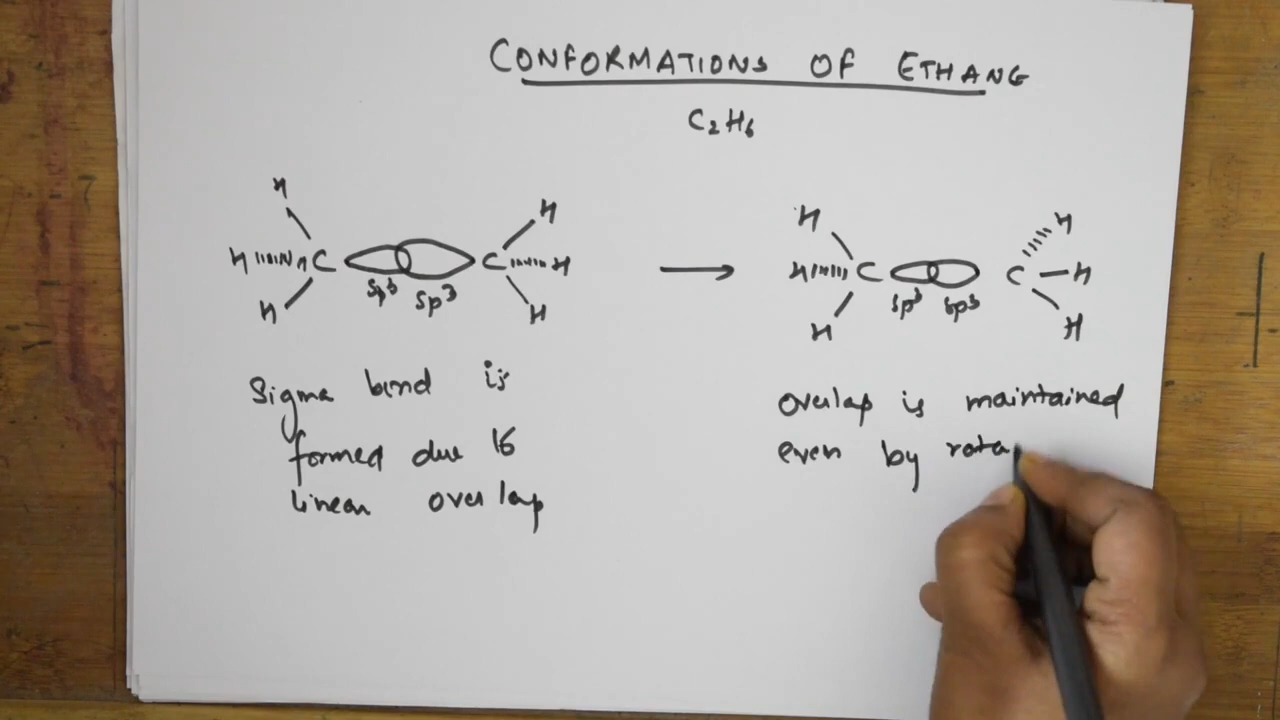 CONFORMATIONS OF ETHANE
C2H6
H H
H C C H
H sp3 sp3 H
H H
H C C H
H sp3 sp3 H
Sigma bond is
formed due to
linear overlap
overlap is maintained
even by rota